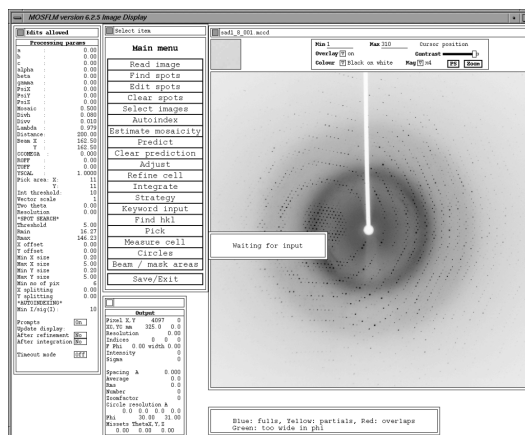 MOSFLM version 6.2.5 Image Display
Edits allowed
Processing params
a 0.00
b : 0.00
c : 0.00
alpha : 0.00
beta : 0.00
gamma : 0.00
PsiX : 0.00
PsiY : 0.00
PsiZ : 0.00
Mosaic : 0.500
Divh : 0.080
Divv : 0.010
Lambda : 0.979
Distance: 200.00
Beam X : 162.50
Y : 162.50
CCOMEGA : 0.000
ROFF : 0.00
TOFF : 0.00
YSCAL : 1.0000
Pick area X: 11
Y: 11
Int threshold: 10
Vector scale 1
Two theta 0.00
Resolution 0.00
*SPOT SEARCH*
Threshold 5.00
Rmin 16.27
Rmax 146.23
X offset 0.00
Y offset 0.00
Min X size 0.20
Max X size 5.00
Min Y size 0.20
Max Y size 5.00
Min no of pix 6
X splitting 0.00
Y splitting 0.00
*AUTOINDEXING*
Min I/sig(I): 10
Prompts On
Update display:
After refinement No
After integration No
Timeout mode Off
Select item
Main menu
Read image
Find spots
Edit spots
Clear spots
Select images
Autoindex
Estimate mosaicity
Predict
Clear prediction
Adjust
Refine cell
Integrate
Strategy
Keyword input
Find hkl
Pick
Measure cell
Circles
Beam / mask areas
Save/Exit
Output
Pixel X,Y 4097 0
X0,Y0 mm 325.0 0.0
Resolution 0.00
Indices 0 0 0
F Phi 0.00 width 0.00
Intensity 0
Sigma 0
Spacing A 0.000
Average 0.0
Rms 0.0
Number 0
Zoomfactor 0
Circle resolution A
0.0 0.0 0.0 0.0
Phi 30.00 31.00
Missets ThetaX,Y,Z
0.00 0.00 0.00
snd1_8_001.mccd
Min 1 Max 310 Cursor position
Overlay on Contrast
Colour Black on white Mag x4 PS Zoom
Waiting for input
Blue: fulls, Yellow: partials, Red: overlaps
Green: too wide in phi